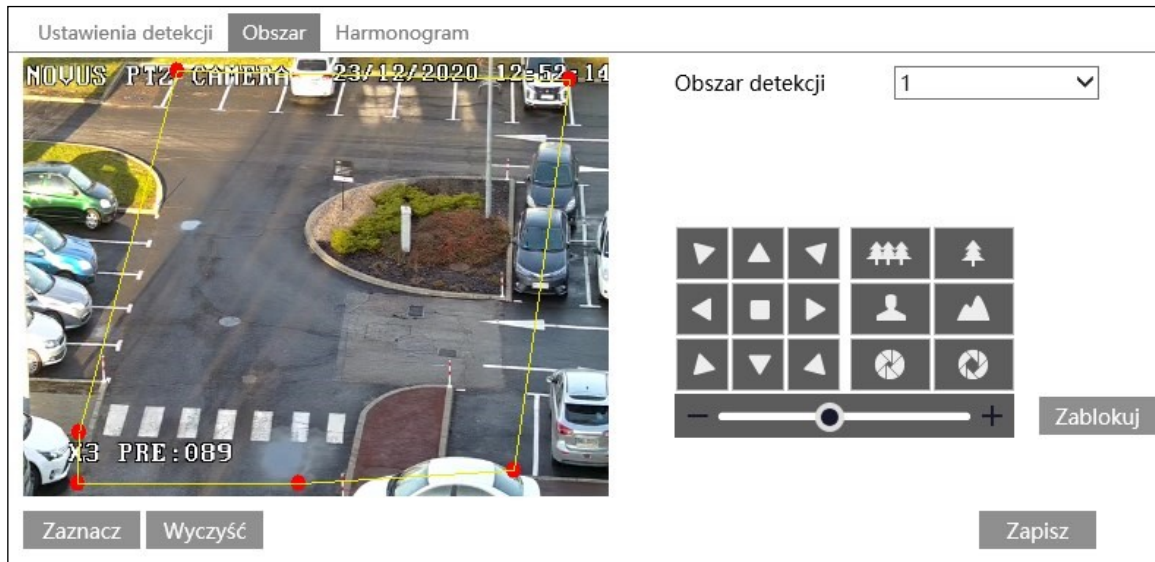 Ustawienia detekcji Obszar Harmonogram
NOVUS PTZ CAMERA 23/12/2020 12:52:14
Obszar detekcji 1
Zablokuj
X3 PRE:089
Zaznacz Wyczyść Zapisz